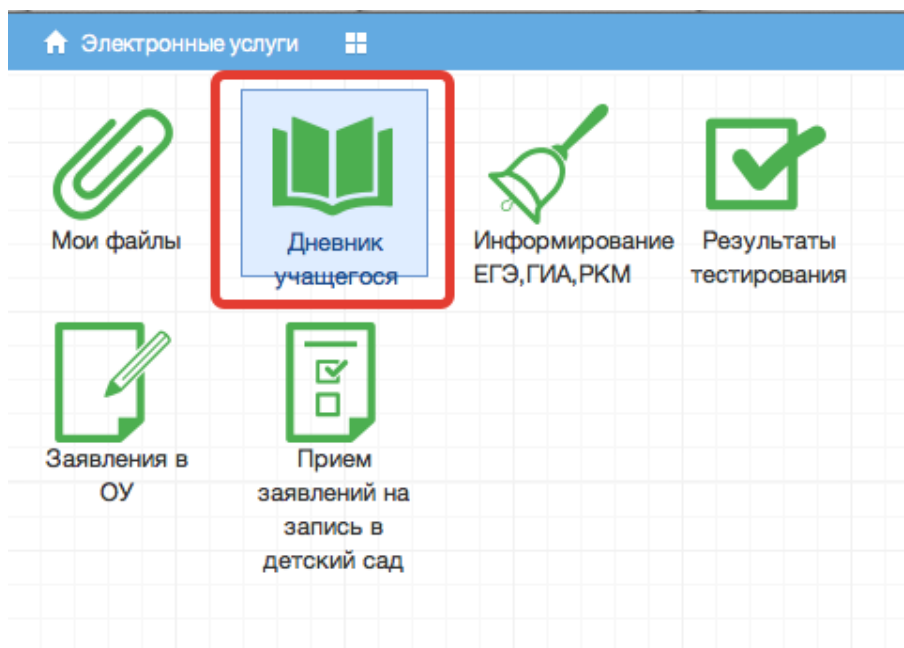 Электронные услуги
Мои файлы
Дневник
учащегося
Информирование
ЕГЭ,ГИА,РКМ
Результаты
тестирования
Заявления в
ОУ
Прием
заявлений на
запись в
детский сад